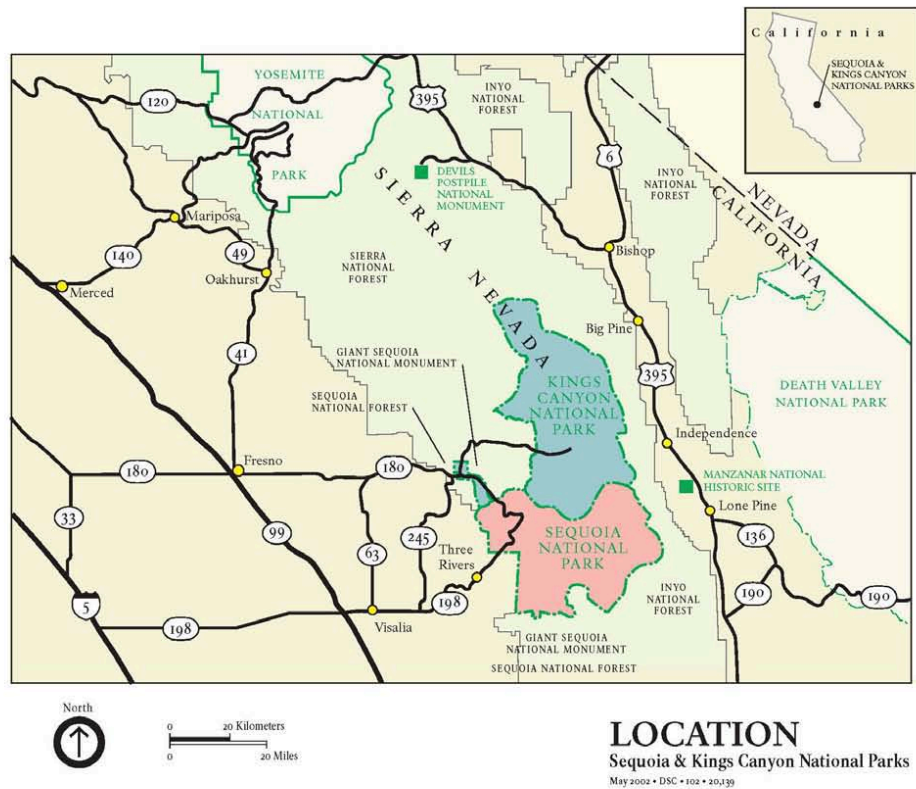 California
SEQUOIA &
KINGS CANYON
NATIONAL PARKS
YOSEMITE
NATIONAL
PARK
120
395
INYO
NATIONAL
FOREST
6
INYO
NATIONAL
FOREST
NEVADA
CALIFORNIA
DEVILS
POSTPILE
NATIONAL
MONUMENT
SIERRA NEVADA
Mariposa
140
49
Merced
Oakhurst
SIERRA
NATIONAL
FOREST
Bishop
Big Pine
41
GIANT SEQUOIA
NATIONAL MONUMENT
SEQUOIA
NATIONAL FOREST
KINGS
CANYON
NATIONAL
PARK
395
DEATH VALLEY
NATIONAL PARK
Independence
180
Fresno
180
MANZANAR NATIONAL
HISTORIC SITE
Lone Pine
33
99
63
245
Three
Rivers
SEQUOIA
NATIONAL
PARK
136
5
198
Visalia
198
INYO
NATIONAL
FOREST
190
190
GIANT SEQUOIA
NATIONAL MONUMENT
SEQUOIA NATIONAL FOREST
North
0 20 Kilometers
0 20 Miles
LOCATION
Sequoia & Kings Canyon National Parks
May 2002 • DSC • 102 • 20,139